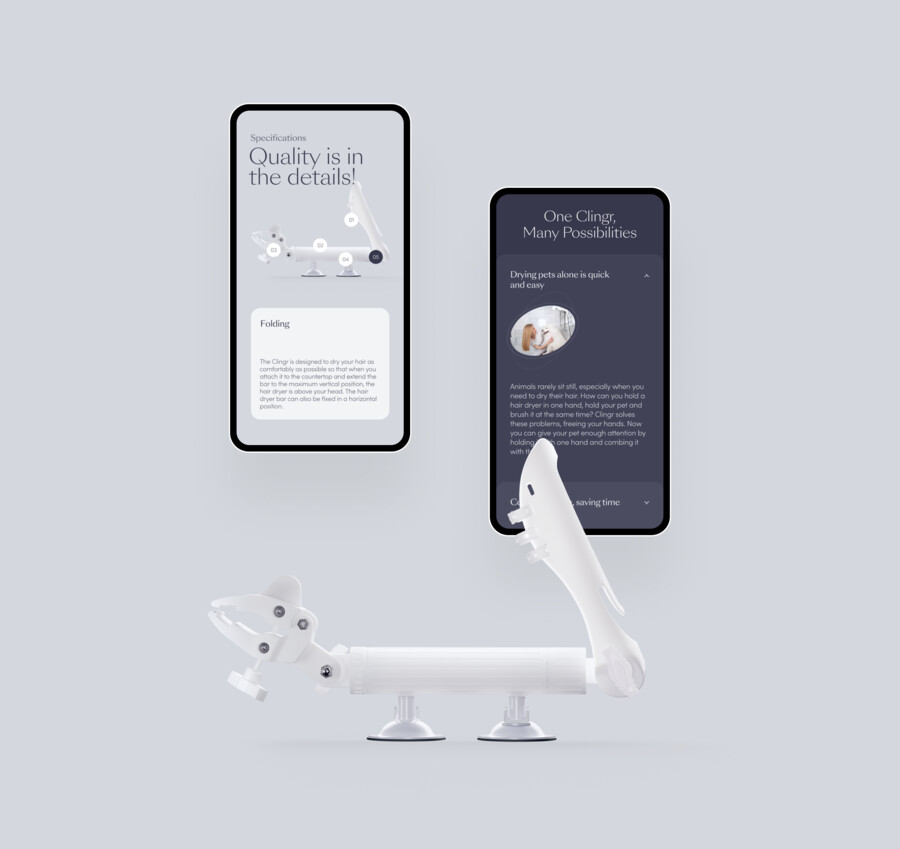 Specifications
Quality is in
the details!
01
02
03
04
05
Folding
The Clingr is designed to dry your hair as
comfortably as possible so that when you
attach it to the countertop and extend the
bar to the maximum vertical position, the
hair dryer is above your head. The hair
dryer bar can also be fixed in a horizontal
position.
One Clingr,
Many Possibilities
Drying pets alone is quick
and easy
Animals rarely sit still, especially when you
need to dry their hair. How can you hold a
hair dryer in one hand, hold your pet and
brush it at the same time? Clingr solves
these problems, freeing your hands. Now
you can give your pet enough attention by
holding one hand and combing it
with
saving time